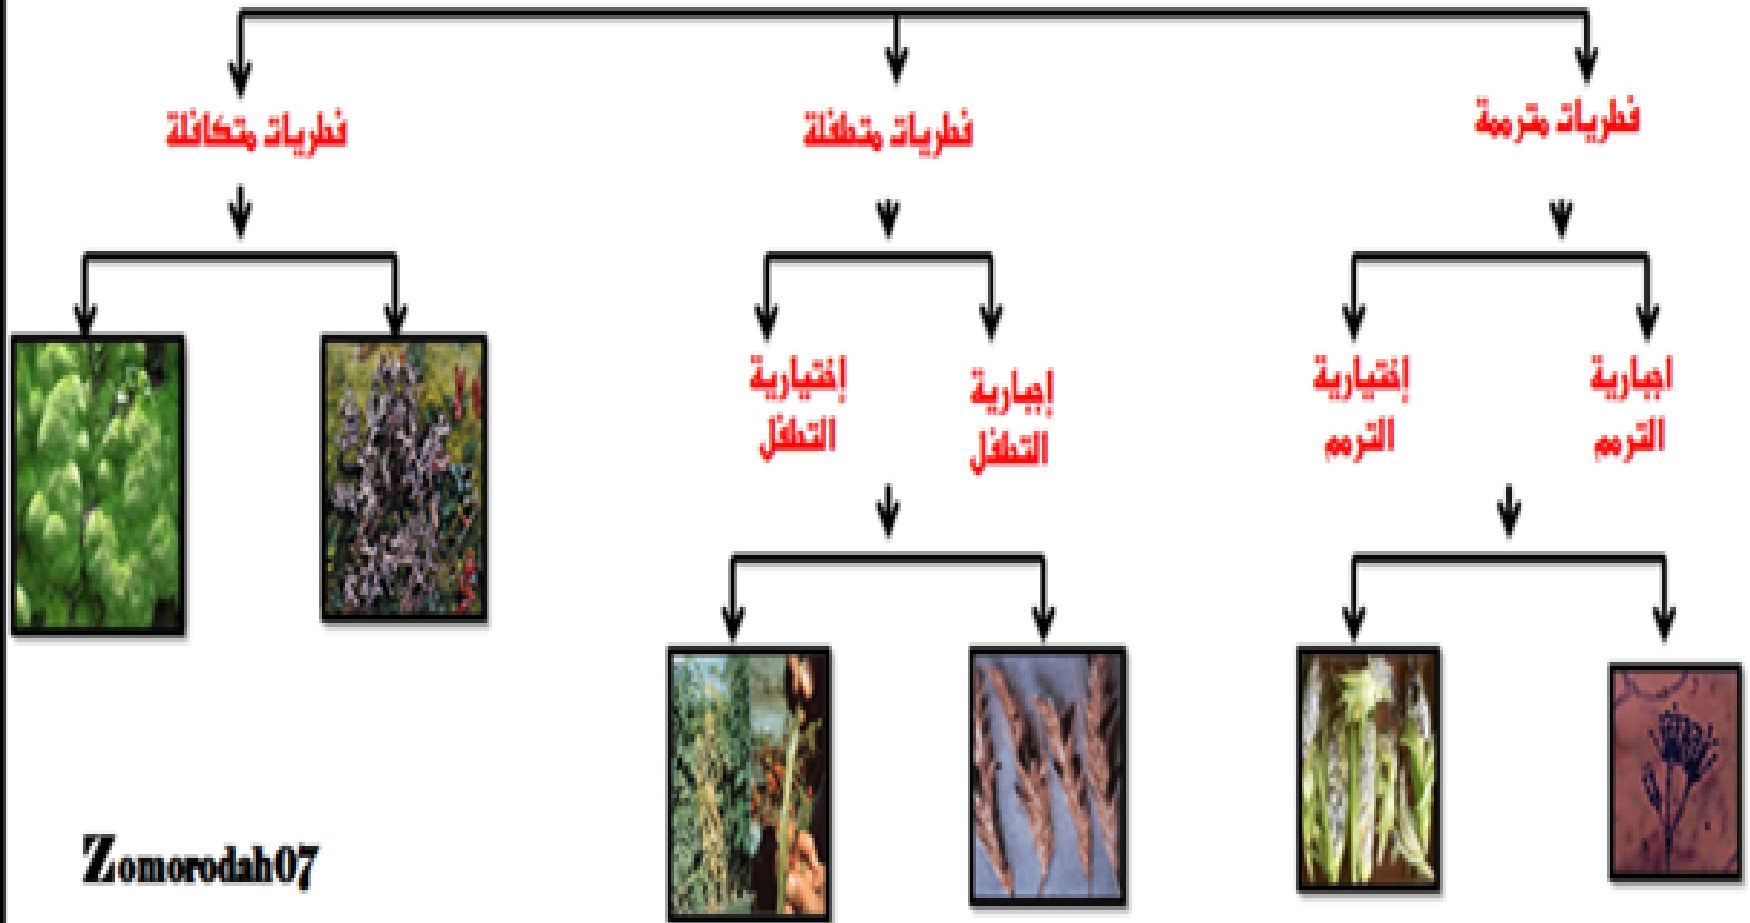 فطريات مترممة
فطريات متطفلة
فطريات متكافلة
اجبارية
الترمم
إختيارية
الترمم
إجبارية
التطفل
إختيارية
التطفل
Zomorodah07